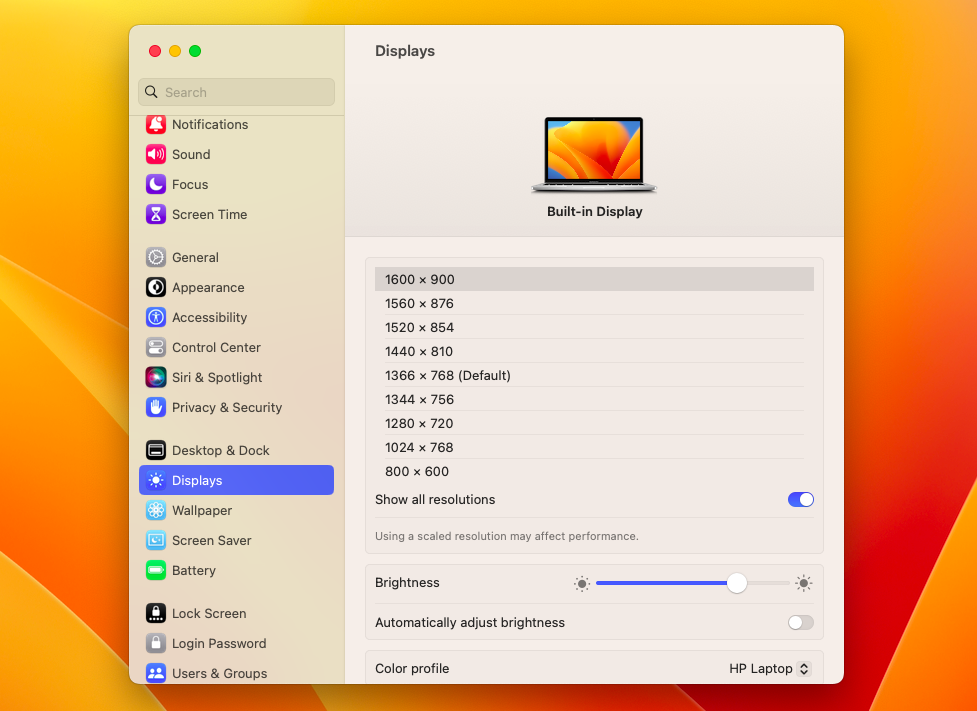 Displays
Search
Notifications
Sound
Focus
Screen Time
General
Appearance
Accessibility
Control Center
Siri & Spotlight
Privacy & Security
Desktop & Dock
Displays
Wallpaper
Screen Saver
Battery
Lock Screen
Login Password
Users & Groups
Built-in Display
1600 × 900
1560 × 876
1520 × 854
1440 × 810
1366 × 768 (Default)
1344 × 756
1280 × 720
1024 × 768
800 × 600
Show all resolutions
Using a scaled resolution may affect performance.
Brightness
Automatically adjust brightness
Color profile HP Laptop